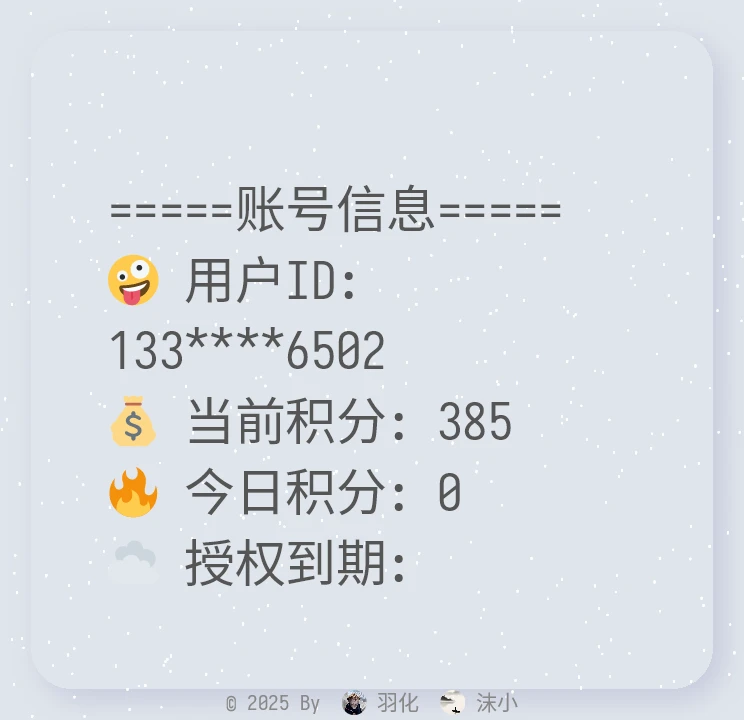 =====账号信息=====
🤪 用户ID:
133****6502
💰 当前积分: 385
🔥 今日积分: 0
☁️ 授权到期:
© 2025 By 羽化 沫小